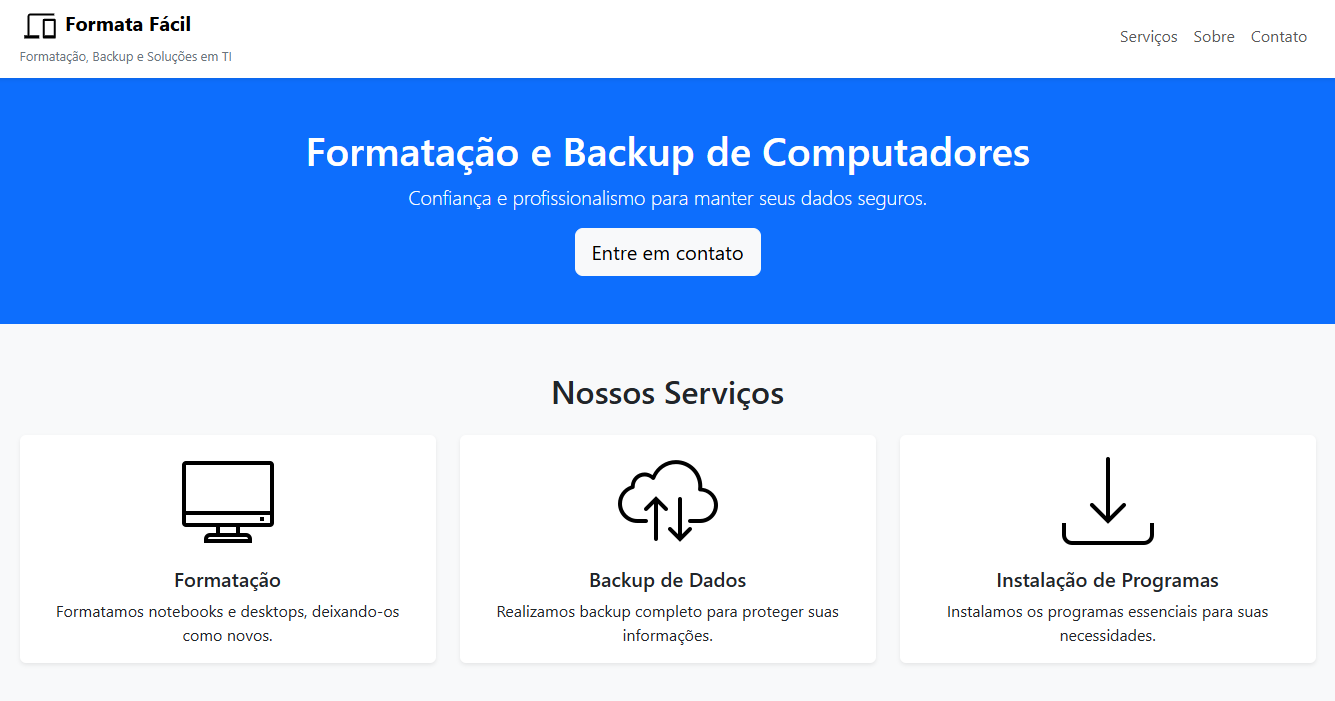 Formata Fácil
Formatação, Backup e Soluções em TI
Serviços Sobre Contato
Formatação e Backup de Computadores
Confiança e profissionalismo para manter seus dados seguros.
Entre em contato
Nossos Serviços
Formatação
Formatamos notebooks e desktops, deixando-os
como novos.
Backup de Dados
Realizamos backup completo para proteger suas
informações.
Instalação de Programas
Instalamos os programas essenciais para suas
necessidades.